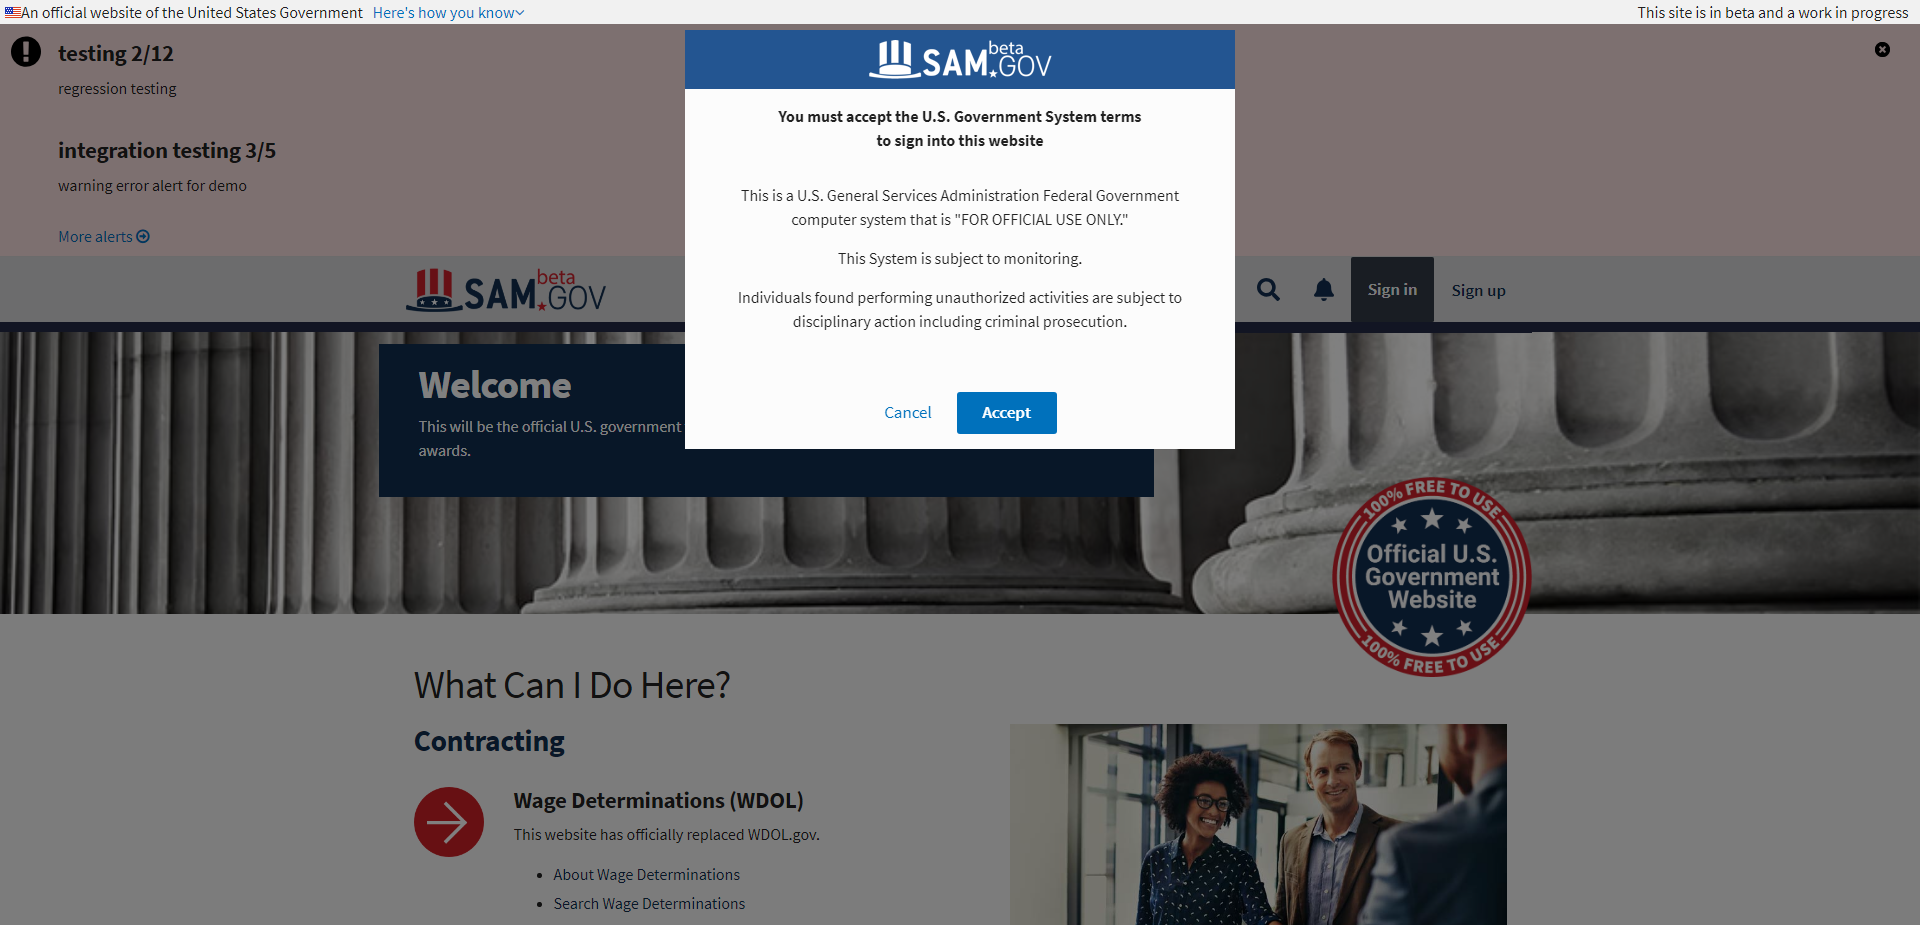 An official website of the United States Government Here's how you know
This site is in beta and a work in progress
testing 2/12
regression testing
integration testing 3/5
warning error alert for demo
More alerts
beta
SAM.GOV
You must accept the U.S. Government System terms
to sign into this website
This is a U.S. General Services Administration Federal Government
computer system that is "FOR OFFICIAL USE ONLY."
This System is subject to monitoring.
Individuals found performing unauthorized activities are subject to
disciplinary action including criminal prosecution.
Cancel Accept
beta
SAM.GOV
Sign in Sign up
Welcome
This will be the official U.S. government
awards.
100% FREE TO USE
Official U.S.
Government
Website
100% FREE TO USE
What Can I Do Here?
Contracting
Wage Determinations (WDOL)
This website has officially replaced WDOL.gov.
• About Wage Determinations
• Search Wage Determinations